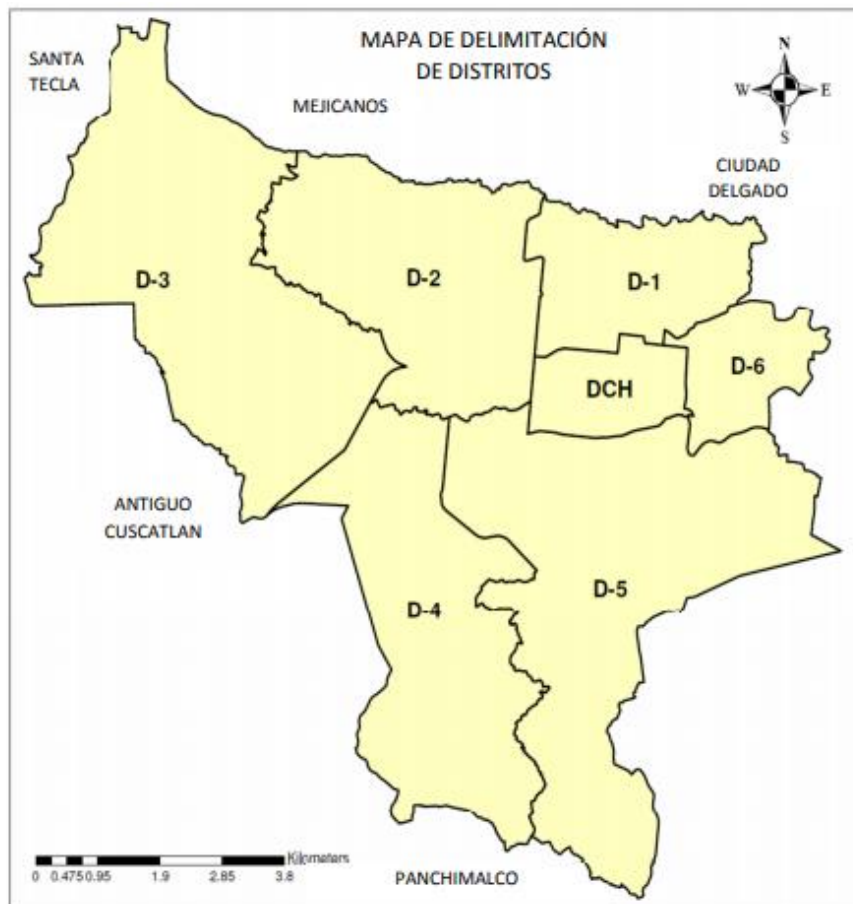 MAPA DE DELIMITACIÓN
DE DISTRITOS
SANTA
TECLA
MEJICANOS
N
W E
S
CIUDAD
DELGADO
D-3
D-2
D-1
D-6
DCH
ANTIGUO
CUSCATLAN
D-4
D-5
Kilometers
0 0.475 0.95 1.9 2.85 3.8
PANCHIMALCO